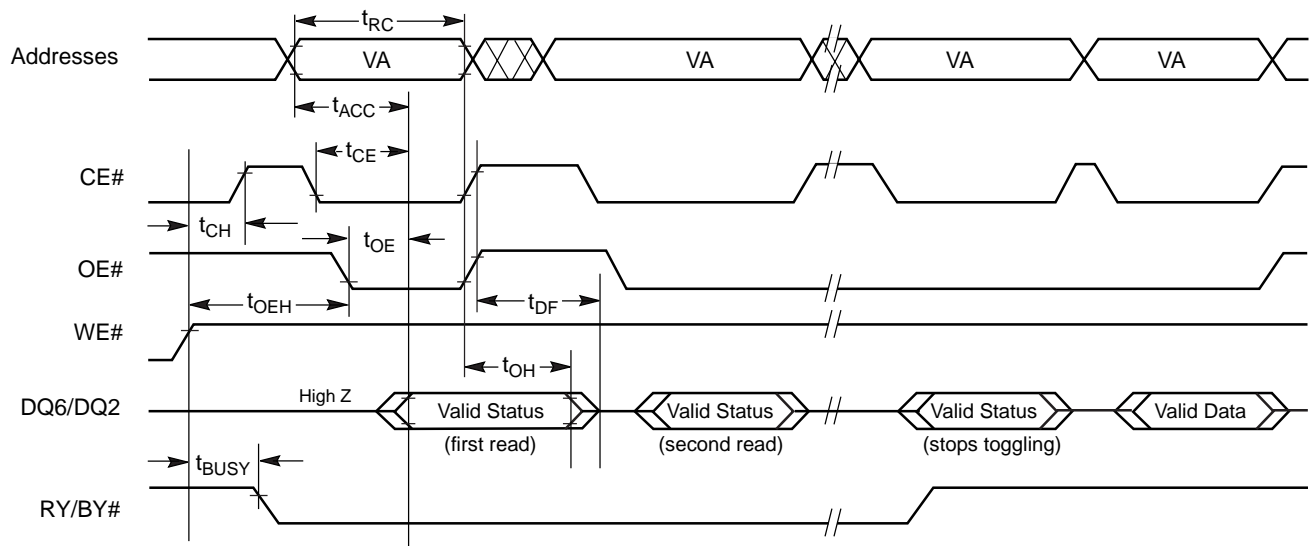 tRC
Addresses VA VA VA VA
tACC
tCE
CE#
tCH tOE
OE#
tOEH tDF
WE#
tOH
High Z
DQ6/DQ2 Valid Status Valid Status Valid Status Valid Data
(first read) (second read) (stops toggling)
tBUSY
RY/BY#